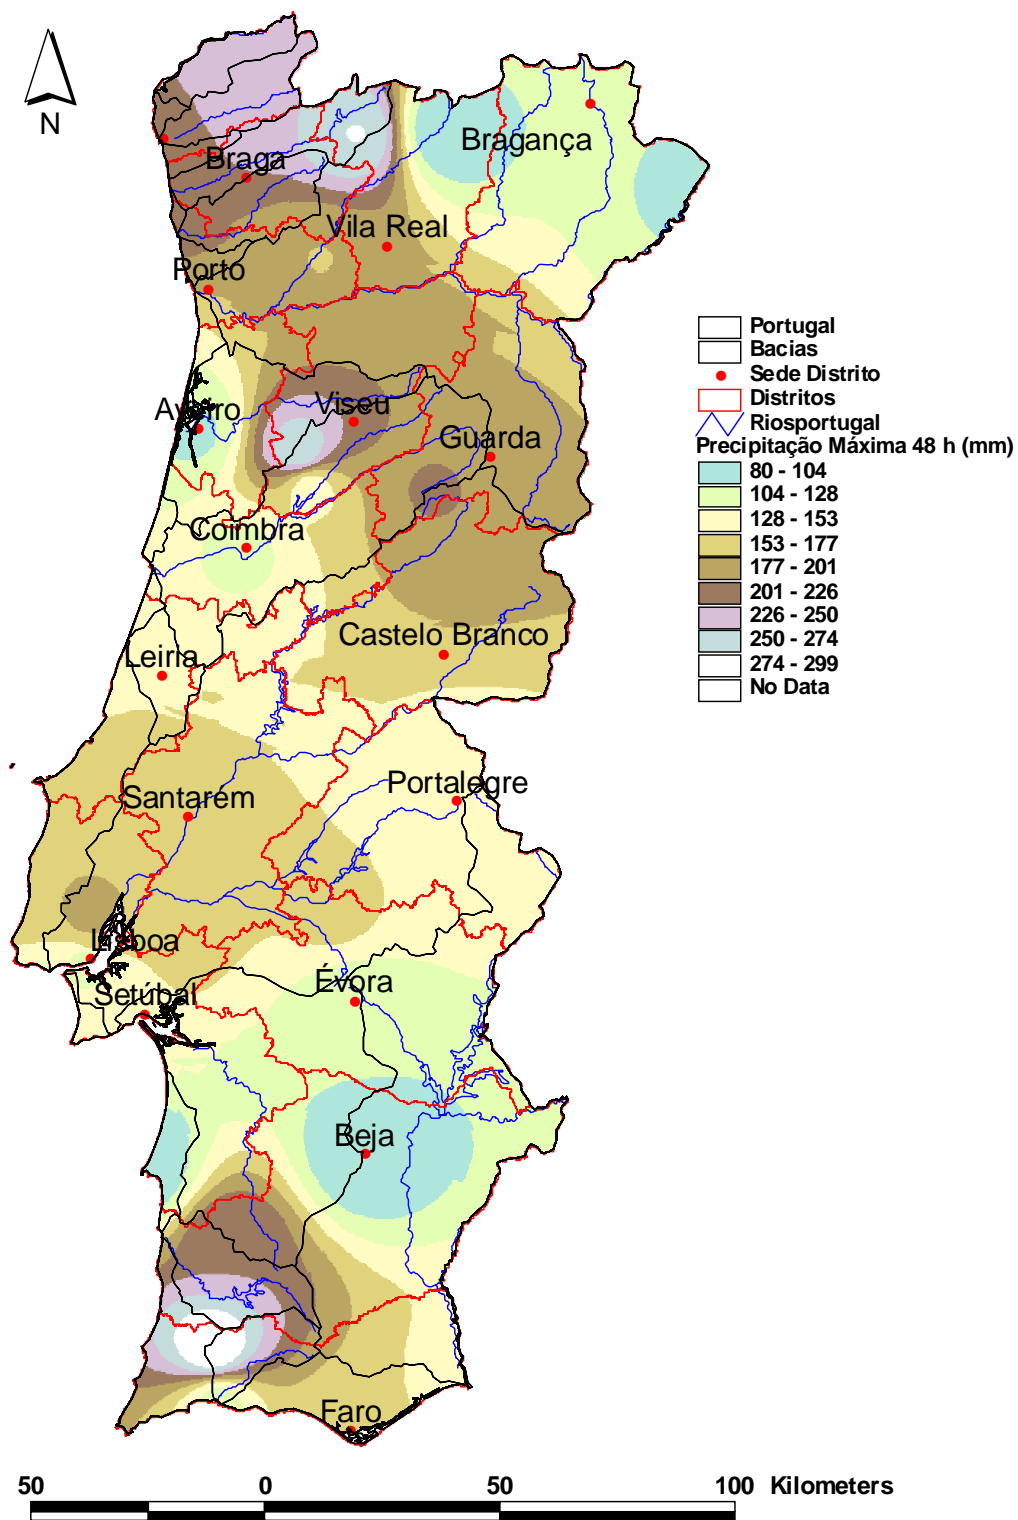 N
Bragança
Braga
Vila Real
Porto
Portugal
Bacias
Sede Distrito
Distritos
Riosportugal
Precipitação Máxima 48 h (mm)
80 - 104
104 - 128
128 - 153
153 - 177
177 - 201
201 - 226
226 - 250
250 - 274
274 - 299
No Data
Aveiro
Viseu
Guarda
Coimbra
Castelo Branco
Leiria
Portalegre
Santarem
Lisboa
Évora
Setúbal
Beja
Faro
50 0 50 100 Kilometers